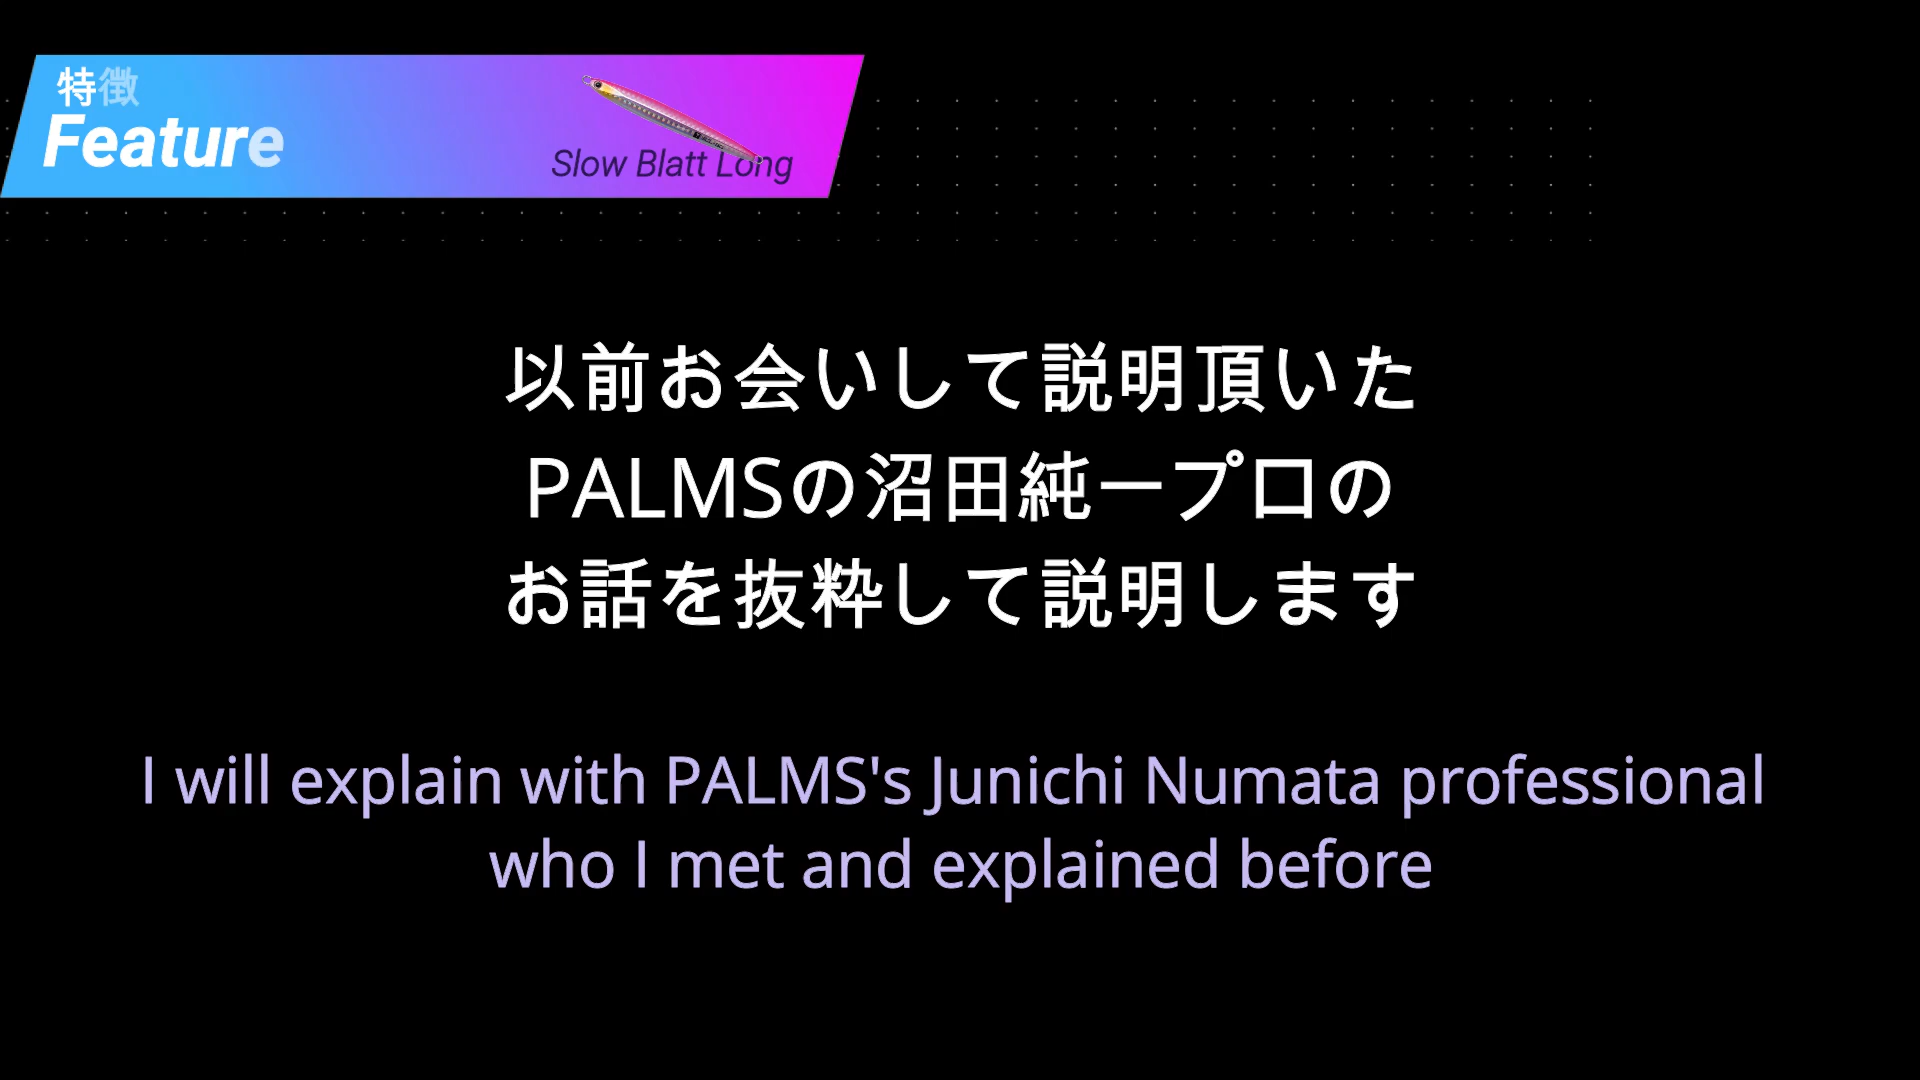 特徴
Feature
Slow Blatt Long
以前お会いして説明頂いた
PALMSの沼田純一プロの
お話を抜粋して説明します
I will explain with PALMS's Junichi Numata professional
who I met and explained before